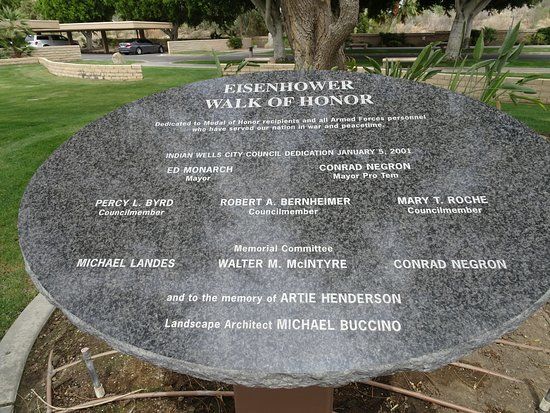 EISENHOWER
WALK OF HONOR
Dedicated to Medal of Honor recipients and all Armed Forces personnel
who have served our nation in war and peacetime.
INDIAN WELLS CITY COUNCIL DEDICATION JANUARY 5, 2001
ED MONARCH CONRAD NEGRON
Mayor Mayor Pro Tem
PERCY L. BYRD ROBERT A. BERNHEIMER MARY T. ROCHE
Councilmember Councilmember Councilmember
Memorial Committee
MICHAEL LANDES WALTER M. McINTYRE CONRAD NEGRON
and to the memory of ARTIE HENDERSON
Landscape Architect MICHAEL BUCCINO